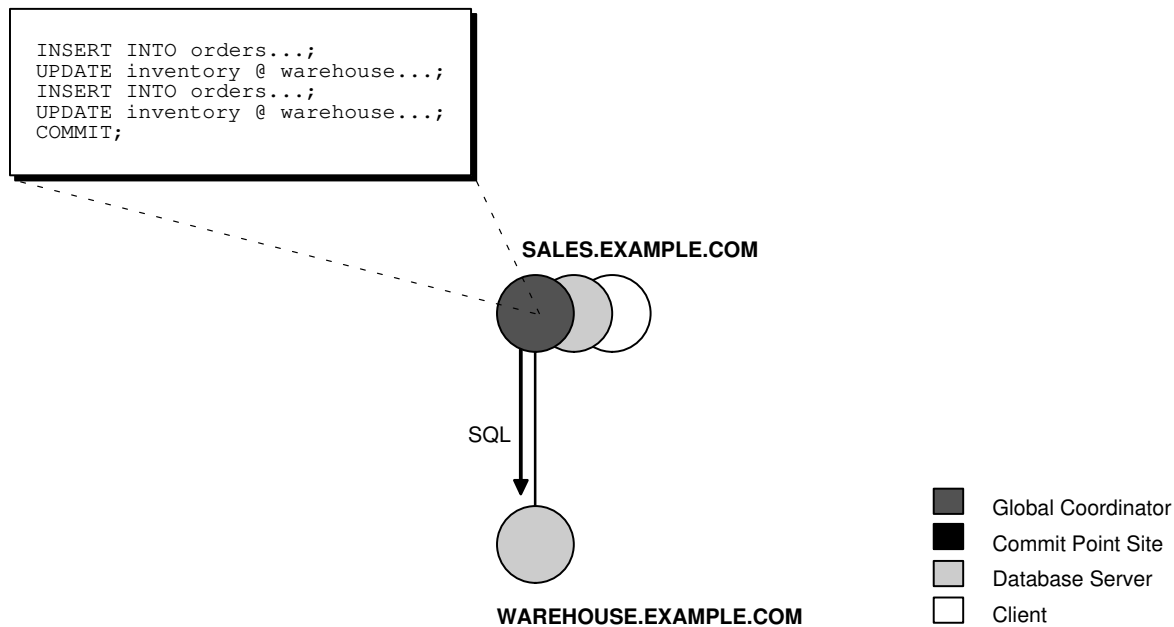 INSERT INTO orders...;
UPDATE inventory @ warehouse...;
INSERT INTO orders...;
UPDATE inventory @ warehouse...;
COMMIT;
SALES.EXAMPLE.COM
SQL
WAREHOUSE.EXAMPLE.COM
Global Coordinator
Commit Point Site
Database Server
Client